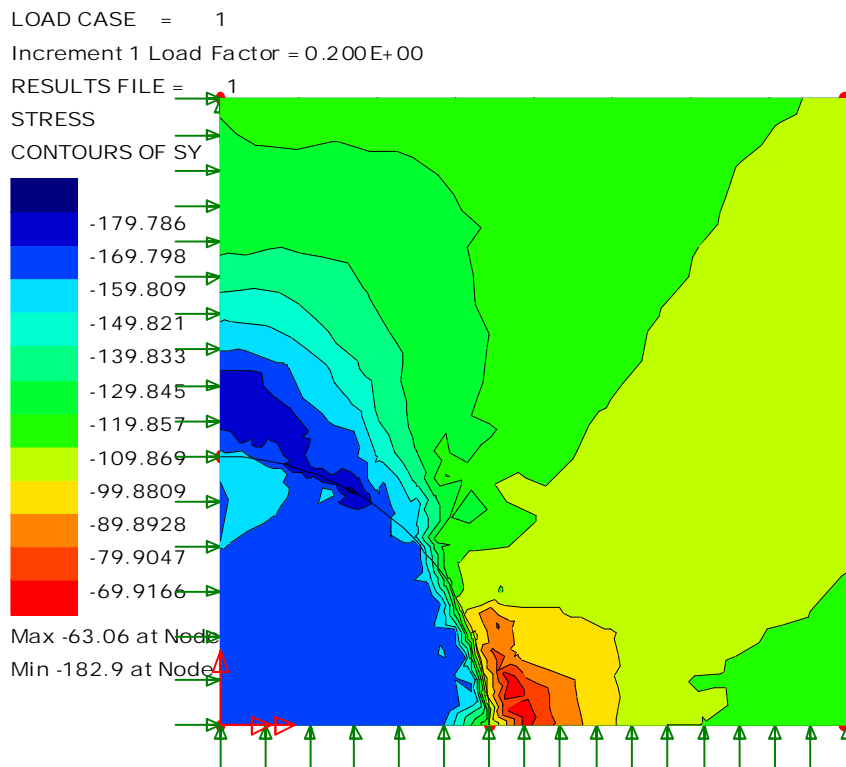 LOAD CASE = 1
Increment 1 Load Factor = 0.200E+00
RESULTS FILE = 1
STRESS
CONTOURS OF SY
-179.786
-169.798
-159.809
-149.821
-139.833
-129.845
-119.857
-109.869
-99.8809
-89.8928
-79.9047
-69.9166
Max -63.06 at Node
Min -182.9 at Node